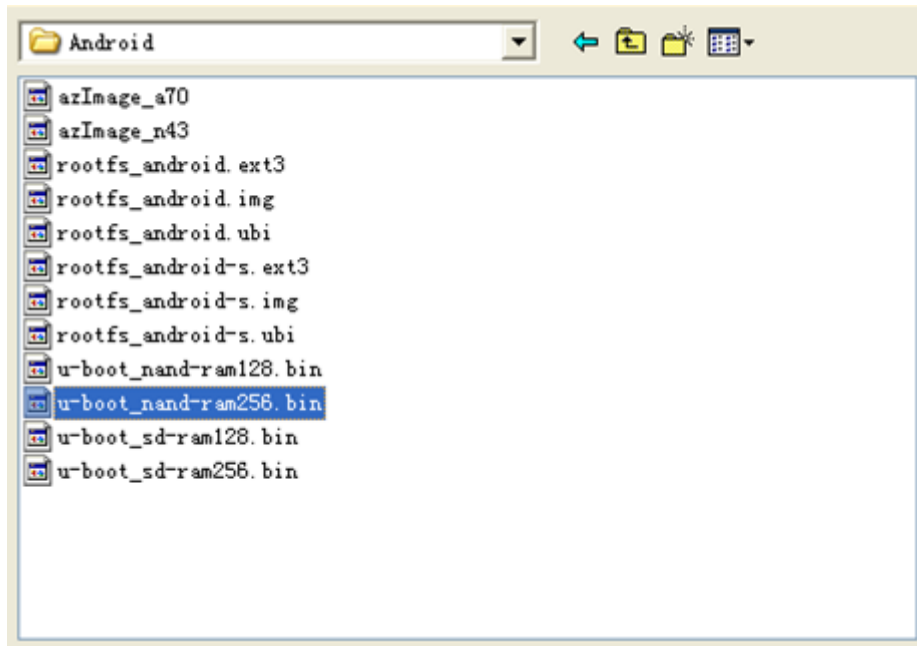 Android
azImage_a70
azImage_n43
rootfs_android.ext3
rootfs_android.img
rootfs_android.ubi
rootfs_android-s.ext3
rootfs_android-s.img
rootfs_android-s.ubi
u-boot_nand-ram128.bin
u-boot_nand-ram256.bin
u-boot_sd-ram128.bin
u-boot_sd-ram256.bin